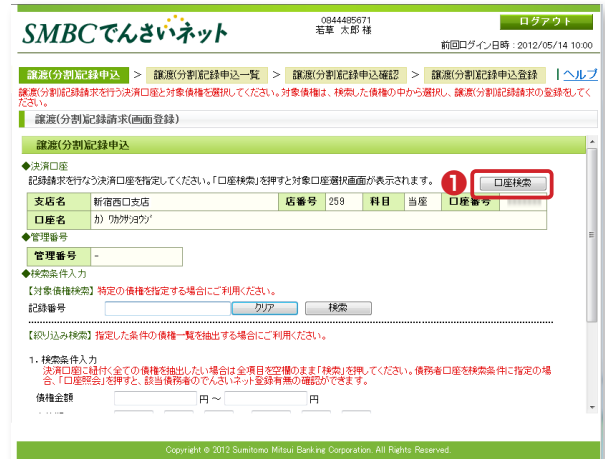 SMBCでんさいネット
0844485671
若草 太郎 様
ログアウト
前回ログイン日時：2012/05/14 10:00
譲渡(分割)記録申込 > 譲渡(分割)記録申込一覧 > 譲渡(分割)記録申込確認 > 譲渡(分割)記録申込登録 | ヘルプ
譲渡(分割)記録請求を行う決済口座と対象債権を選択してください。対象債権は、検索した債権の中から選択し、譲渡(分割)記録請求の登録をしてく
ださい。
譲渡(分割)記録請求(画面登録)
譲渡(分割)記録申込
◆決済口座
記録請求を行なう決済口座を指定してください。「口座検索」を押すと対象口座選択画面が表示されます。
1 口座検索
支店名 新宿西口支店 店番号 259 科目 当座 口座番号
口座名 カ）ワカクサシヨウジ
◆管理番号
管理番号 -
◆検索条件入力
【対象債権検索】特定の債権を指定する場合にご利用ください。
記録番号 クリア 検索
【絞り込み検索】指定した条件の債権一覧を抽出する場合にご利用ください。
1. 検索条件入力
決済口座に紐付く全ての債権を抽出したい場合は全項目を空欄のまま「検索」を押してください。債務者口座を検索条件に指定の場
合、「口座照会」を押すと、該当債務者のでんさいネット登録有無の確認ができます。
債権金額 円～ 円
Copyright © 2012 Sumitomo Mitsui Banking Corporation. All Rights Reserved.